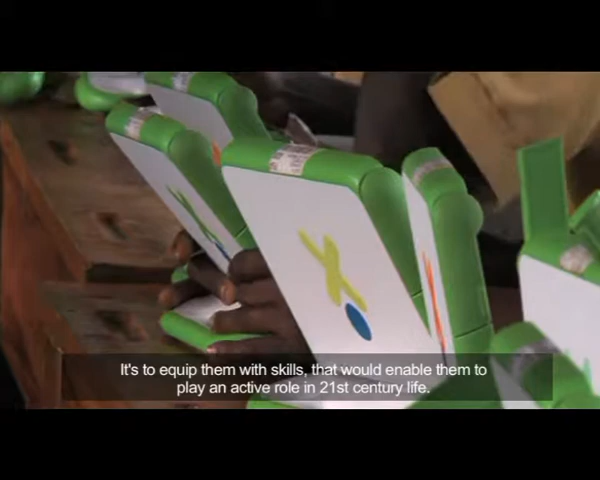 It's to equip them with skills, that would enable them to
play an active role in 21st century life.